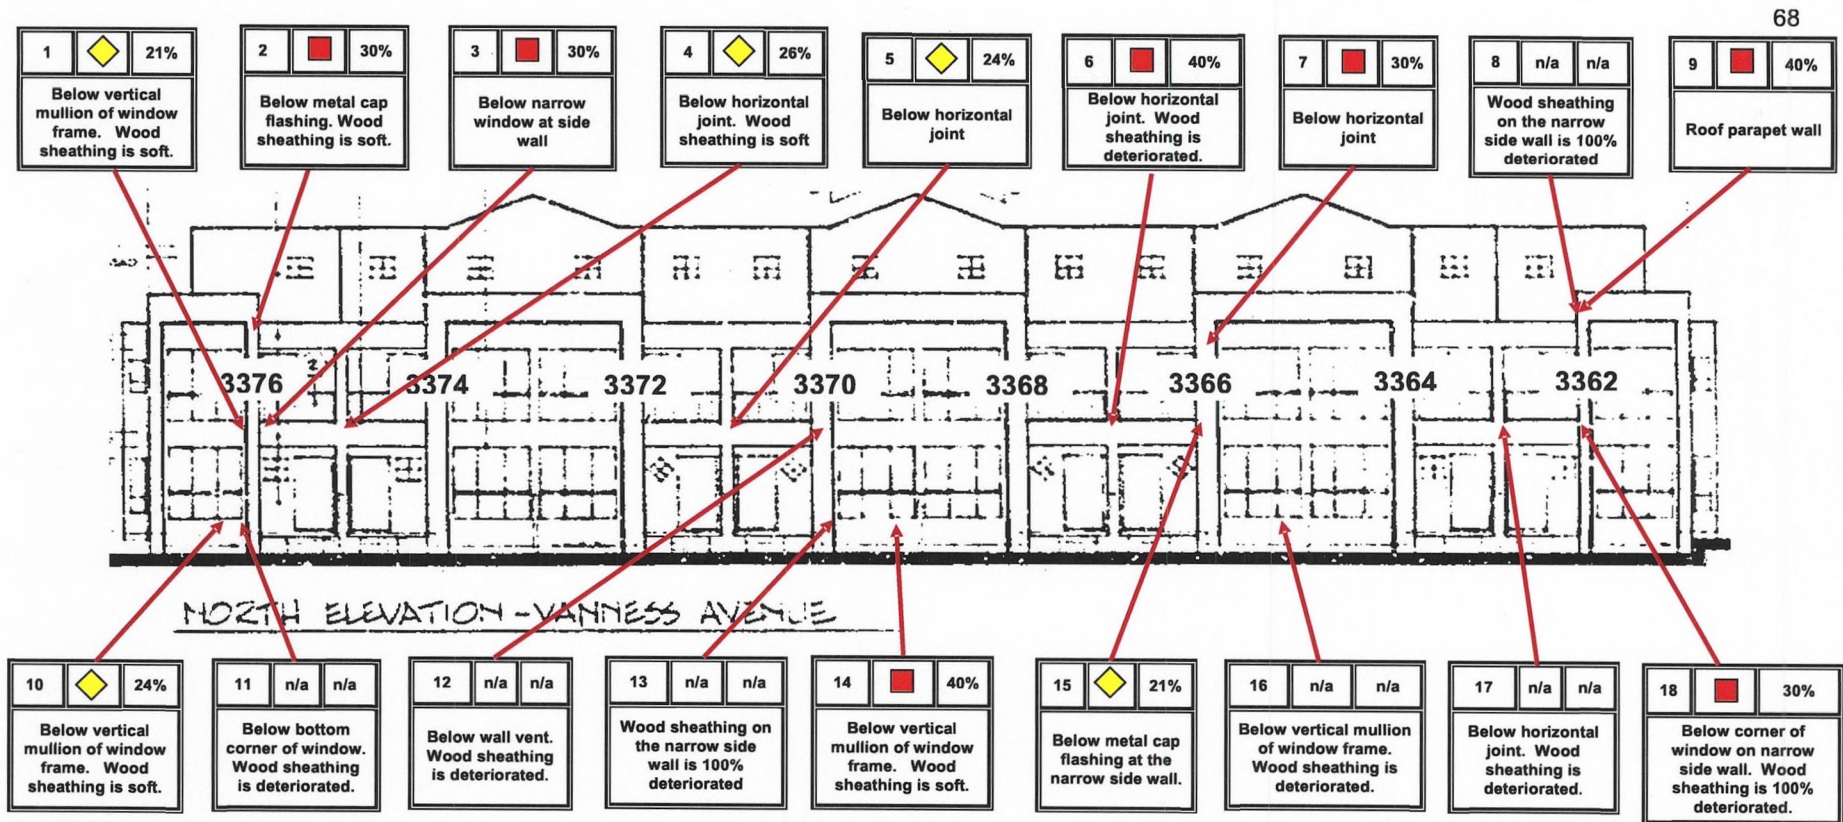 68
1 21%
Below vertical
mullion of window
frame. Wood
sheathing is soft.
2 30%
Below metal cap
flashing. Wood
sheathing is soft.
3 30%
Below narrow
window at side
wall
4 26%
Below horizontal
joint. Wood
sheathing is soft
5 24%
Below horizontal
joint
6 40%
Below horizontal
joint. Wood
sheathing is
deteriorated.
7 30%
Below horizontal
joint
8 n/a n/a
Wood sheathing
on the narrow
side wall is 100%
deteriorated
9 40%
Roof parapet wall
3376 3374 3372 3370 3368 3366 3364 3362
NORTH ELEVATION - VANNESS AVENUE
10 24%
Below vertical
mullion of window
frame. Wood
sheathing is soft.
11 n/a n/a
Below bottom
corner of window.
Wood sheathing
is deteriorated.
12 n/a n/a
Below wall vent.
Wood sheathing
is deteriorated.
13 n/a n/a
Wood sheathing on
the narrow side
wall is 100%
deteriorated
14 40%
Below vertical
mullion of window
frame. Wood
sheathing is soft.
15 21%
Below metal cap
flashing at the
narrow side wall.
16 n/a n/a
Below vertical mullion
of window frame.
Wood sheathing is
deteriorated.
17 n/a n/a
Below horizontal
joint. Wood
sheathing is
deteriorated.
18 30%
Below corner of
window on narrow
side wall. Wood
sheathing is 100%
deteriorated.